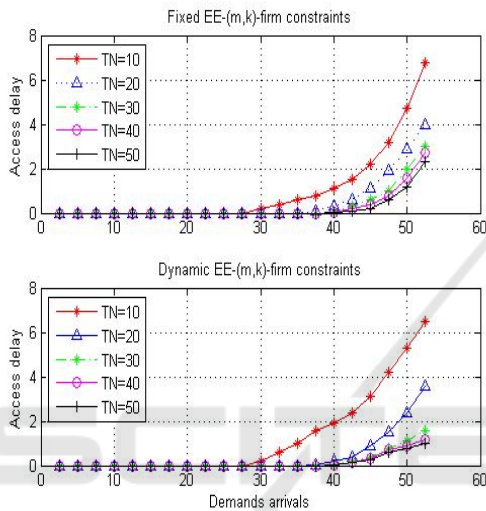 Fixed EE-(m,k)-firm constraints
8
6
4
2
0
Access delay
TN=10
TN=20
TN=30
TN=40
TN=50
0 10 20 30 40 50 60
Dynamic EE-(m,k)-firm constraints
8
6
4
2
0
Access delay
TN=10
TN=20
TN=30
TN=40
TN=50
0 10 20 30 40 50 60
Demands arrivals